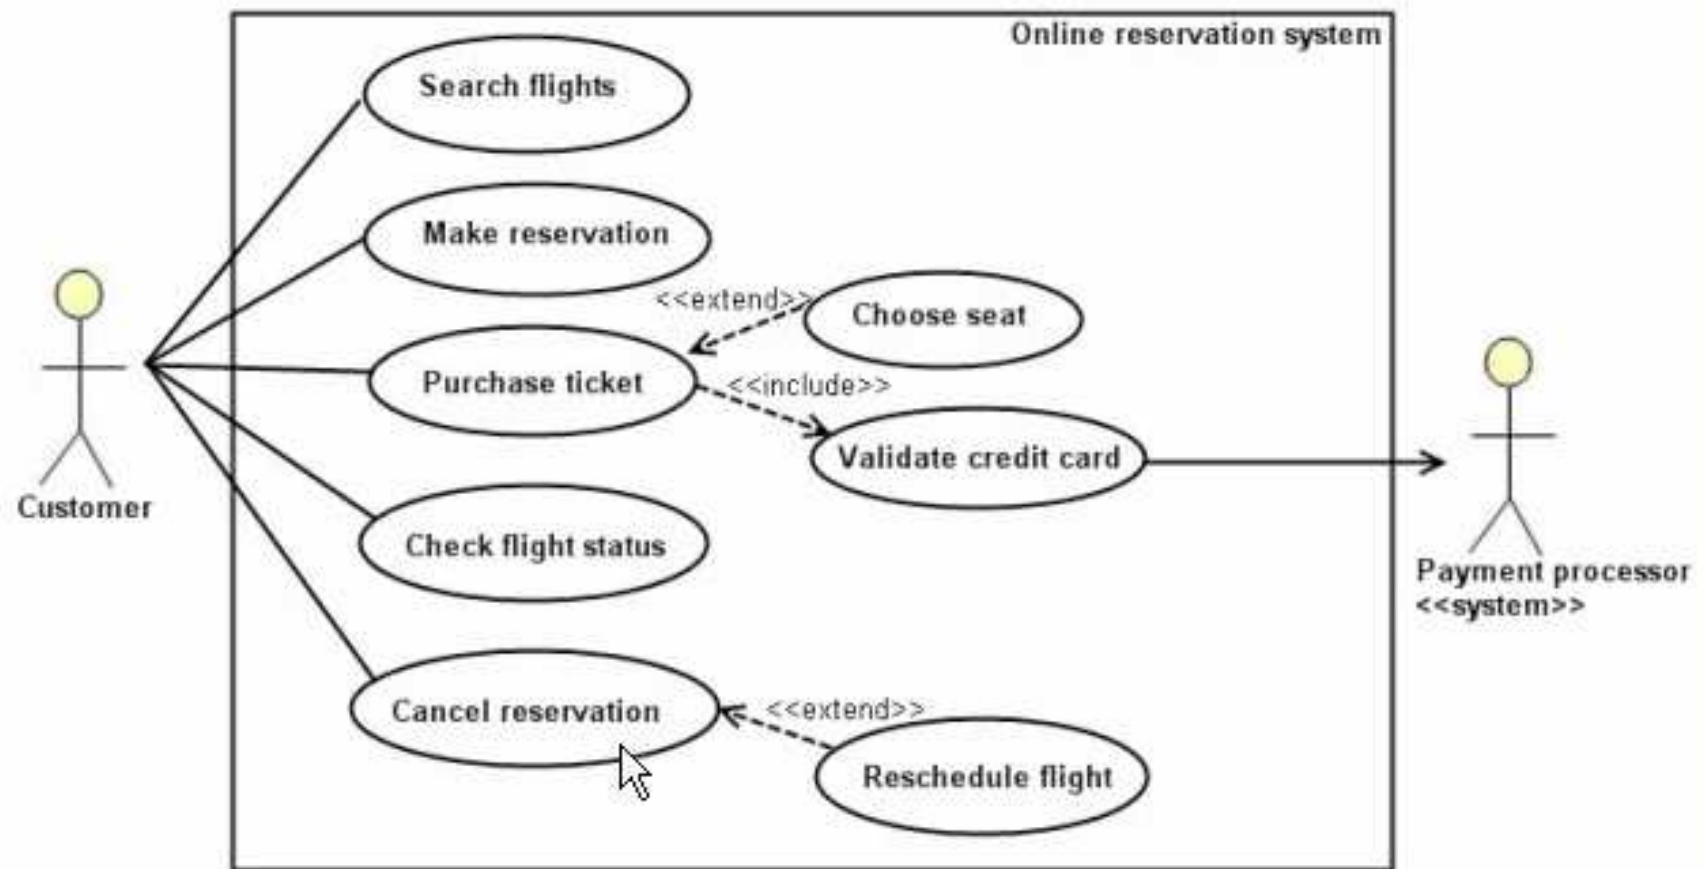 Online reservation system
Search flights
Make reservation
<<extend>>
Choose seat
Purchase ticket
<<include>>
Validate credit card
Customer
Check flight status
Payment processor
<<system>>
Cancel reservation
<<extend>>
Reschedule flight